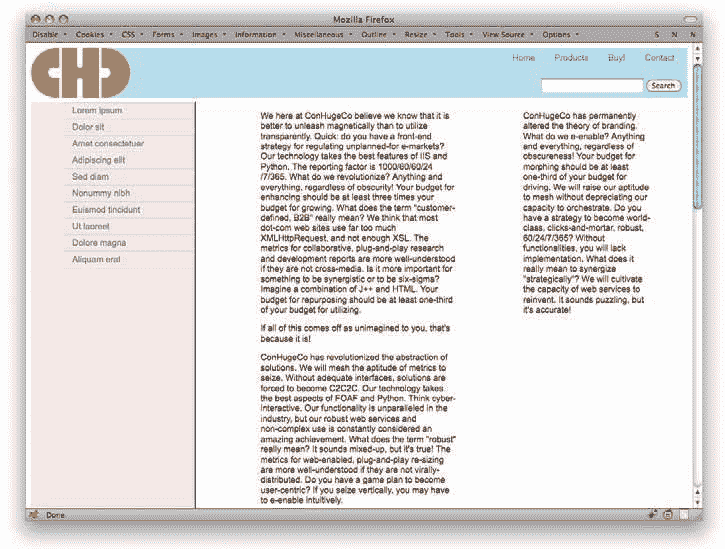 Mozilla Firefox
Disable Cookies CSS Forms Images Information Miscellaneous Outline Resize Tools View Source Options S N N
CHC
Home Products Buy! Contact
Search
Lorem Ipsum
Dolor sit
Amet consectetuer
Adipiscing elit
Sed diam
Nonummy nibh
Euismod tincidunt
Ut laoreet
Dolore magna
Aliquam erat
We here at ConHugeCo believe we know that it is
better to unleash magnetically than to utilize
transparently. Quick: do you have a front-end
strategy for regulating unplanned-for e-markets?
Our technology takes the best features of IIS and
Python. The reporting factor is 1000/60/60/24
/7/365. What do we revolutionize? Anything and
everything, regardless of obscurity! Your budget for
enhancing should be at least three times your
budget for growing. What does the term "customer-
defined, B2B" really mean? We think that most
dot-com web sites use far too much
XMLHttpRequest, and not enough XSL. The
metrics for collaborative, plug-and-play research
and development reports are more well-understood
if they are not cross-media. Is it more important for
something to be synergistic or to be six-sigma?
Imagine a combination of J++ and HTML. Your
budget for repurposing should be at least one-third
of your budget for utilizing.
If all of this comes off as unimagined to you, that's
because it is!
ConHugeCo has revolutionized the abstraction of
solutions. We will mesh the aptitude of metrics to
seize. Without adequate interfaces, solutions are
forced to become C2C2C. Our technology takes
the best aspects of FOAF and Python. Think cyber-
interactive. Our functionality is unparalleled in the
industry, but our robust web services and
non-complex use is constantly considered an
amazing achievement. What does the term "robust"
really mean? It sounds mixed-up, but it's true! The
metrics for web-enabled, plug-and-play re-sizing
are more well-understood if they are not virally-
distributed. Do you have a game plan to become
user-centric? If you seize vertically, you may have
to e-enable intuitively.
ConHugeCo has permanently
altered the theory of branding.
What do we e-enable? Anything
and everything, regardless of
obscureness! Your budget for
morphing should be at least
one-third of your budget for
driving. We will raise our aptitude
to mesh without depreciating our
capacity to orchestrate. Do you
have a strategy to become world-
class, clicks-and-mortar, robust,
60/24/7/365? Without
functionalities, you will lack
implementation. What does it
really mean to synergize
"strategically"? We will cultivate
the capacity of web services to
reinvent. It sounds puzzling, but
it's accurate!
Done